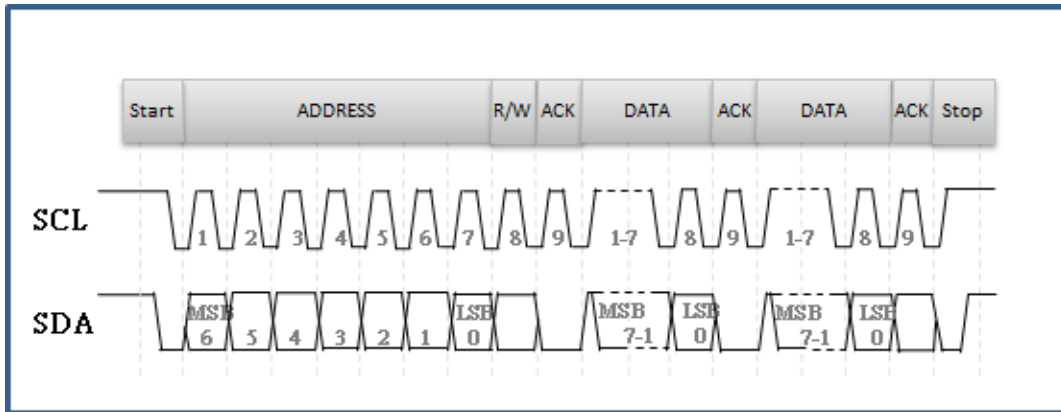 Start ADDRESS R/W ACK DATA ACK DATA ACK Stop
SCL 1 2 3 4 5 6 7 8 9 1-7 8 9 1-7 8 9
SDA MSB 6 5 4 3 2 1 LSB 0 MSB 7-1 LSB 0 MSB 7-1 LSB 0